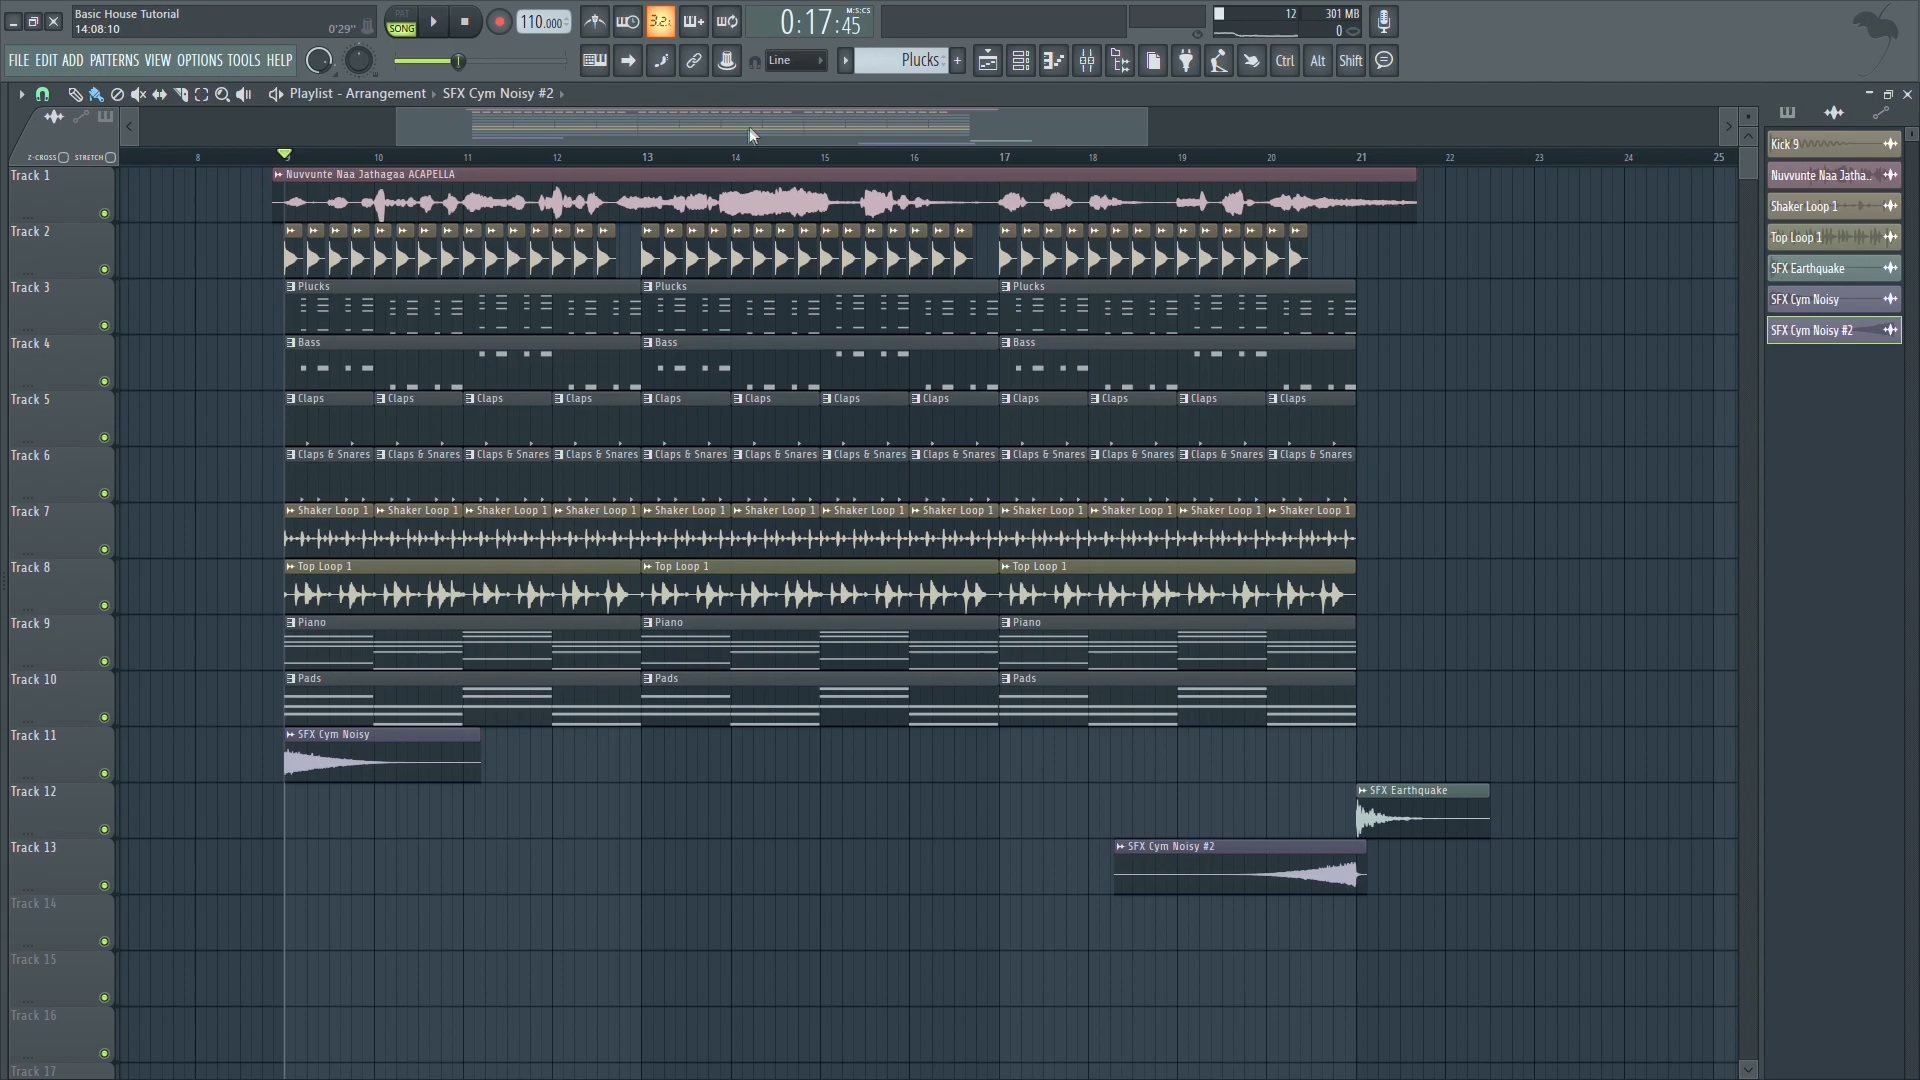 Basic House Tutorial
14:08:10
0'29''
PAT
SONG
110.000
3.2.
0:17:45
M:S:CS
12
301 MB
0
FILE EDIT ADD PATTERNS VIEW OPTIONS TOOLS HELP
Line
Plucks
Ctrl
Alt
Shift
Playlist - Arrangement
SFX Cym Noisy #2
Z-CROSS
STRETCH
8 10 11 12 13 14 15 16 17 18 19 20 21 22 23 24 25
Track 1
Nuvvunte Naa Jathagaa ACAPELLA
Track 2
Track 3
Plucks Plucks Plucks
Track 4
Bass Bass Bass
Track 5
Claps Claps Claps Claps Claps Claps Claps Claps Claps Claps Claps Claps
Track 6
Claps & Snares Claps & Snares Claps & Snares Claps & Snares Claps & Snares Claps & Snares Claps & Snares Claps & Snares Claps & Snares Claps & Snares Claps & Snares Claps & Snares
Track 7
Shaker Loop 1 Shaker Loop 1 Shaker Loop 1 Shaker Loop 1 Shaker Loop 1 Shaker Loop 1 Shaker Loop 1 Shaker Loop 1 Shaker Loop 1 Shaker Loop 1 Shaker Loop 1 Shaker Loop 1
Track 8
Top Loop 1 Top Loop 1 Top Loop 1
Track 9
Piano Piano Piano
Track 10
Pads Pads Pads
Track 11
SFX Cym Noisy
Track 12
SFX Earthquake
Track 13
SFX Cym Noisy #2
Track 14
Track 15
Track 16
Track 17
Kick 9
Nuvvunte Naa Jatha..
Shaker Loop 1
Top Loop 1
SFX Earthquake
SFX Cym Noisy
SFX Cym Noisy #2